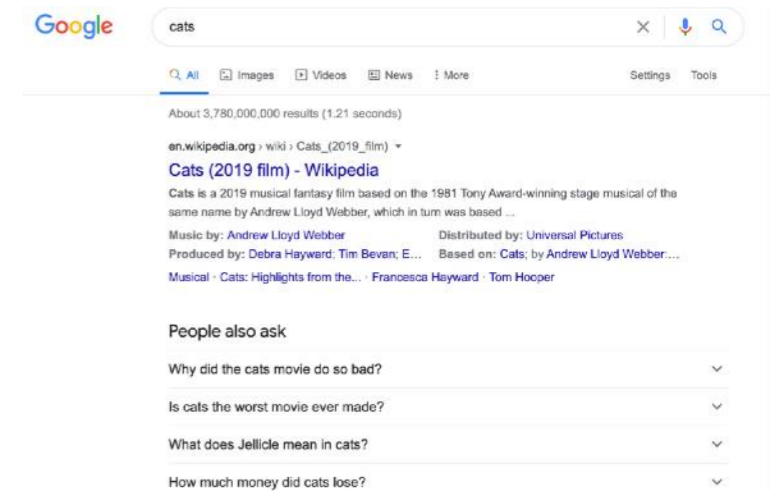 Google
cats
All Images Videos News More Settings Tools
About 3,780,000,000 results (1.21 seconds)
en.wikipedia.org › wiki › Cats_(2019_film)
Cats (2019 film) - Wikipedia
Cats is a 2019 musical fantasy film based on the 1981 Tony Award-winning stage musical of the
same name by Andrew Lloyd Webber, which in turn was based ...
Music by: Andrew Lloyd Webber Distributed by: Universal Pictures
Produced by: Debra Hayward; Tim Bevan; E... Based on: Cats; by Andrew Lloyd Webber:...
Musical · Cats: Highlights from the... · Francesca Hayward · Tom Hooper
People also ask
Why did the cats movie do so bad?
Is cats the worst movie ever made?
What does Jellicle mean in cats?
How much money did cats lose?